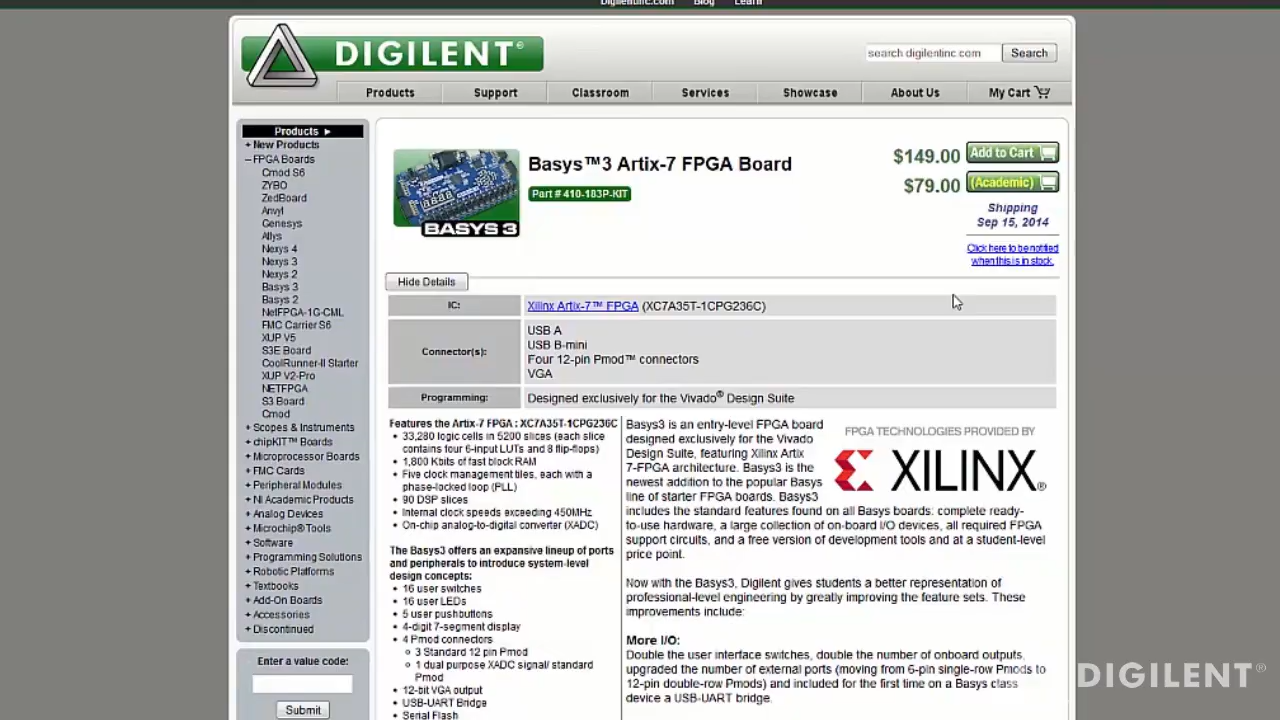 Digilentinc.com Blog Learn
DIGILENT®
search digilentinc.com Search
Products Support Classroom Services Showcase About Us My Cart
Products ►
+ New Products
– FPGA Boards
Cmod S6
ZYBO
ZedBoard
Anvyl
Genesys
Atlys
Nexys 4
Nexys 3
Nexys 2
Basys 3
Basys 2
NetFPGA-1G-CML
FMC Carrier S6
XUP V5
S3E Board
CoolRunner-II Starter
XUP V2-Pro
NETFPGA
S3 Board
Cmod
+ Scopes & Instruments
+ chipKIT™ Boards
+ Microprocessor Boards
+ FMC Cards
+ Peripheral Modules
+ NI Academic Products
+ Analog Devices
+ Microchip® Tools
+ Software
+ Programming Solutions
+ Robotic Platforms
+ Textbooks
+ Add-On Boards
+ Accessories
+ Discontinued
Enter a value code:
Submit
BASYS 3
Basys™3 Artix-7 FPGA Board
Part # 410-183P-KIT
$149.00 Add to Cart
$79.00 (Academic)
Shipping
Sep 15, 2014
Click here to be notified
when this is in stock.
Hide Details
IC: Xilinx Artix-7™ FPGA (XC7A35T-1CPG236C)
Connector(s):
USB A
USB B-mini
Four 12-pin Pmod™ connectors
VGA
Programming: Designed exclusively for the Vivado® Design Suite
Features the Artix-7 FPGA : XC7A35T-1CPG236C
• 33,280 logic cells in 5200 slices (each slice
contains four 6-input LUTs and 8 flip-flops)
• 1,800 Kbits of fast block RAM
• Five clock management tiles, each with a
phase-locked loop (PLL)
• 90 DSP slices
• Internal clock speeds exceeding 450MHz
• On-chip analog-to-digital converter (XADC)
The Basys3 offers an expansive lineup of ports
and peripherals to introduce system-level
design concepts:
• 16 user switches
• 16 user LEDs
• 5 user pushbuttons
• 4-digit 7-segment display
• 4 Pmod connectors
○ 3 Standard 12 pin Pmod
○ 1 dual purpose XADC signal/ standard
Pmod
• 12-bit VGA output
• USB-UART Bridge
• Serial Flash
Basys3 is an entry-level FPGA board
designed exclusively for the Vivado
Design Suite, featuring Xilinx Artix
7-FPGA architecture. Basys3 is the
newest addition to the popular Basys
line of starter FPGA boards. Basys3
includes the standard features found on all Basys boards: complete ready-
to-use hardware, a large collection of on-board I/O devices, all required FPGA
support circuits, and a free version of development tools and at a student-level
price point.
FPGA TECHNOLOGIES PROVIDED BY
XILINX®
Now with the Basys3, Digilent gives students a better representation of
professional-level engineering by greatly improving the feature sets. These
improvements include:
More I/O:
Double the user interface switches, double the number of onboard outputs,
upgraded the number of external ports (moving from 6-pin single-row Pmods to
12-pin double-row Pmods) and included for the first time on a Basys class
device a USB-UART bridge.
DIGILENT®